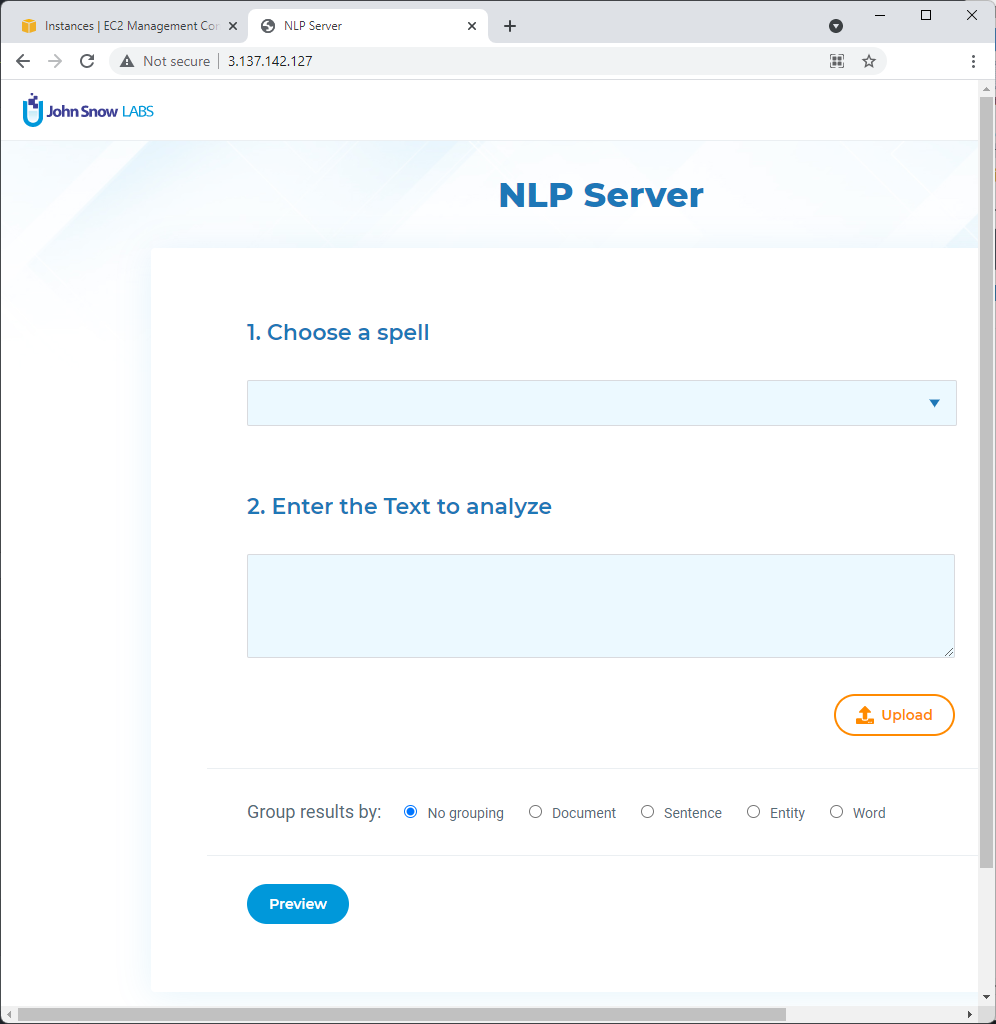 Instances | EC2 Management Con
NLP Server
Not secure
3.137.142.127
John Snow LABS
NLP Server
1. Choose a spell
2. Enter the Text to analyze
Upload
Group results by: No grouping Document Sentence Entity Word
Preview